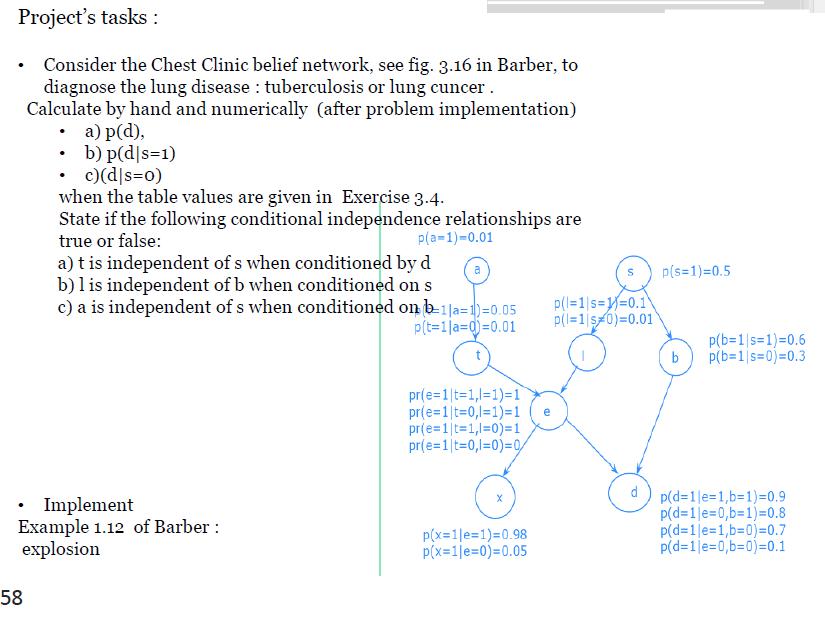 Project's tasks :
• Consider the Chest Clinic belief network, see fig. 3.16 in Barber, to
diagnose the lung disease : tuberculosis or lung cuncer .
Calculate by hand and numerically (after problem implementation)
• a) p(d),
• b) p(d|s=1)
• c)(d|s=0)
when the table values are given in Exercise 3.4.
State if the following conditional independence relationships are
true or false:
a) t is independent of s when conditioned by d
b) l is independent of b when conditioned on s
c) a is independent of s when conditioned on b
p(a=1)=0.01
a
s
p(s=1)=0.5
p(t=1|a=1)=0.05
p(t=1|a=0)=0.01
p(l=1|s=1)=0.1
p(l=1|s=0)=0.01
p(b=1|s=1)=0.6
p(b=1|s=0)=0.3
t
l
b
pr(e=1|t=1,l=1)=1
pr(e=1|t=0,l=1)=1
pr(e=1|t=1,l=0)=1
pr(e=1|t=0,l=0)=0
e
x
d
p(d=1|e=1,b=1)=0.9
p(d=1|e=0,b=1)=0.8
p(d=1|e=1,b=0)=0.7
p(d=1|e=0,b=0)=0.1
p(x=1|e=1)=0.98
p(x=1|e=0)=0.05
• Implement
Example 1.12 of Barber :
explosion
58